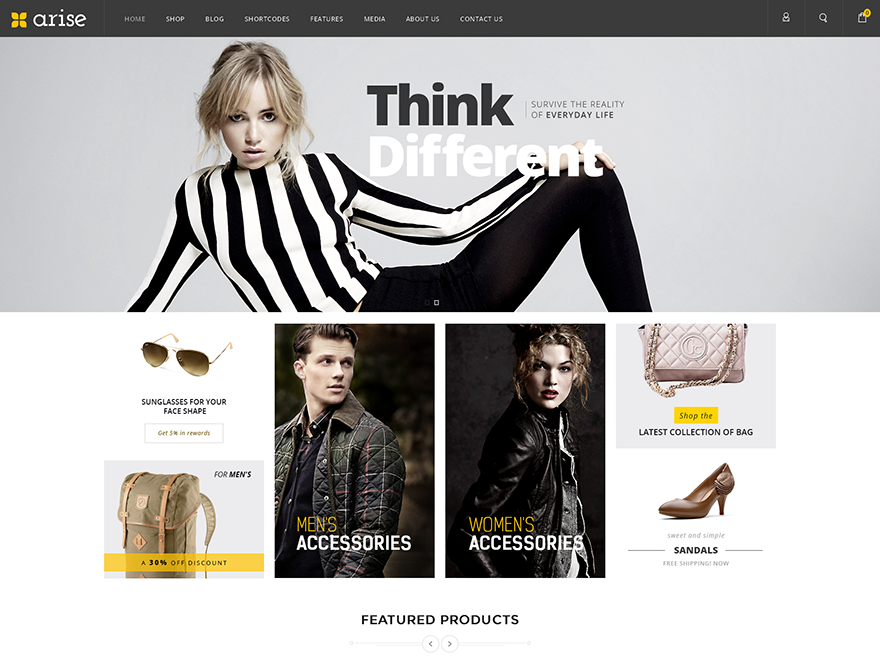 arise
HOME SHOP BLOG SHORTCODES FEATURES MEDIA ABOUT US CONTACT US
0
Think
Different
SURVIVE THE REALITY
OF EVERYDAY LIFE
SUNGLASSES FOR YOUR
FACE SHAPE
Get 5% in rewards
FOR MEN'S
A 30% OFF DISCOUNT
MEN'S
ACCESSORIES
WOMEN'S
ACCESSORIES
Shop the
LATEST COLLECTION OF BAG
sweet and simple
SANDALS
FREE SHIPPING! NOW
FEATURED PRODUCTS